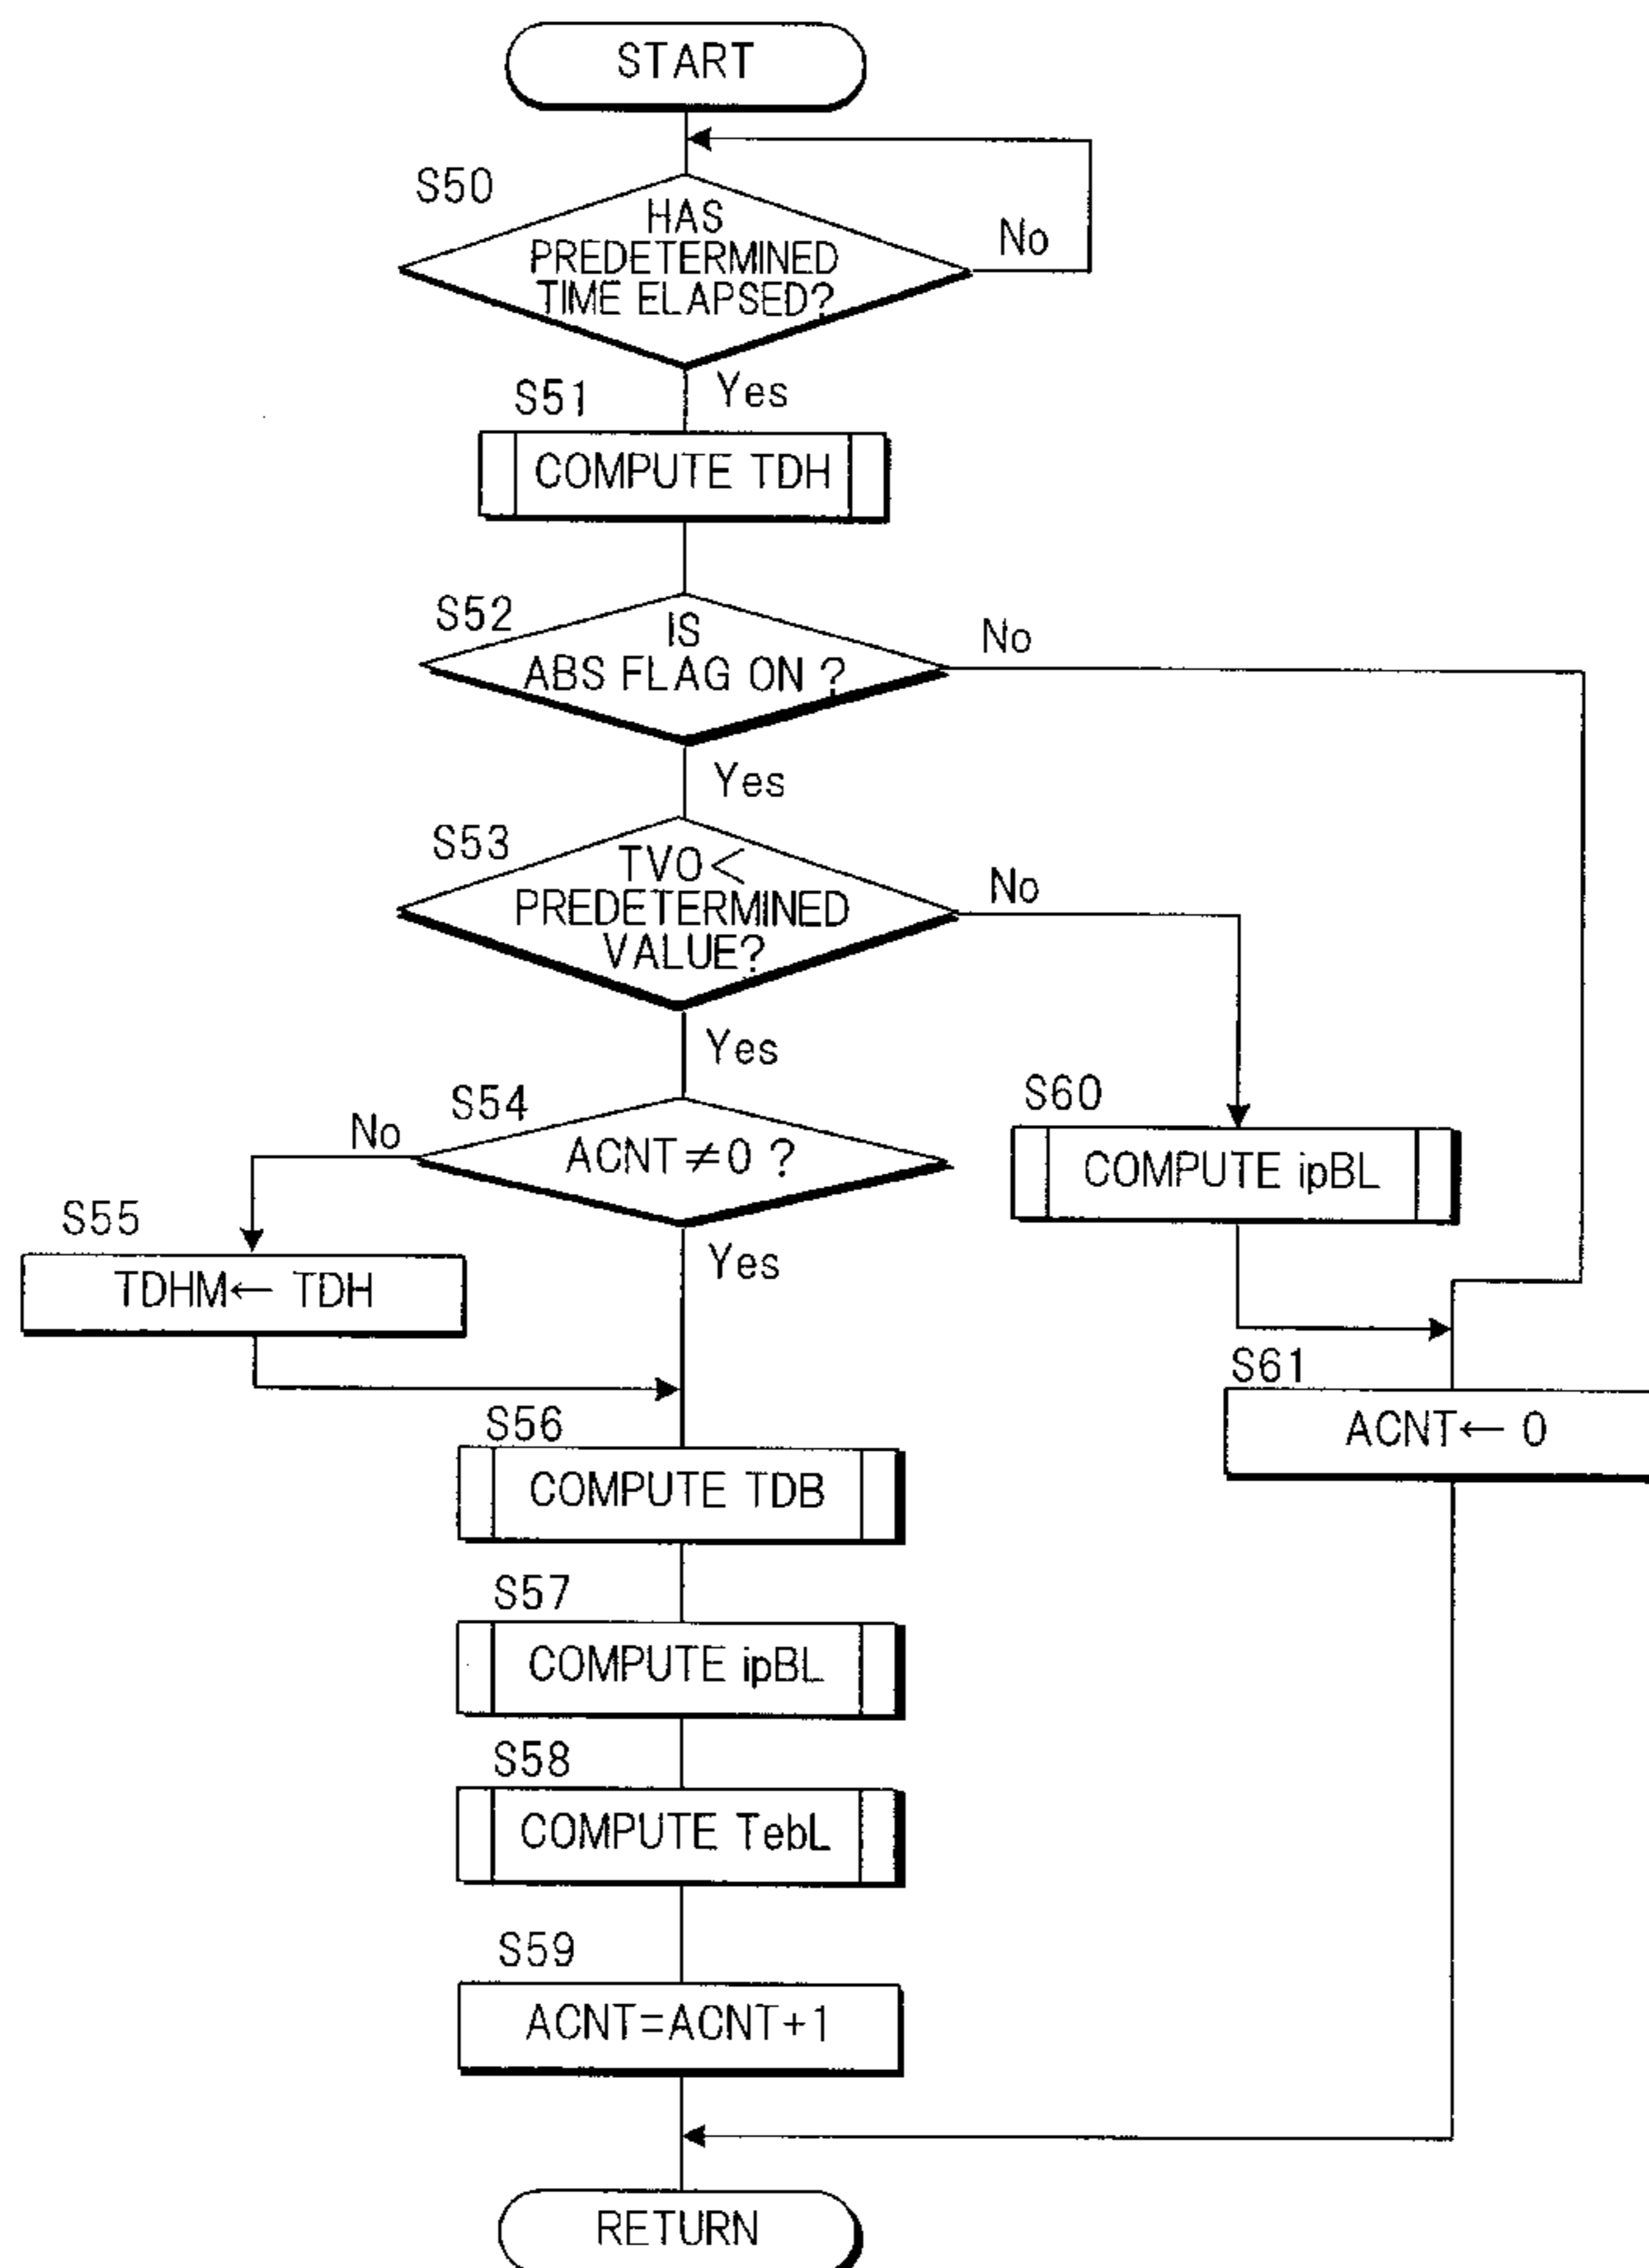 START
S50
HAS
PREDETERMINED
TIME ELAPSED?
No
Yes
S51
COMPUTE TDH
S52
IS
ABS FLAG ON ?
No
Yes
S53
TVO<
PREDETERMINED
VALUE?
No
Yes
S54
ACNT≠0 ?
No
Yes
S55
TDHM← TDH
S60
COMPUTE ipBL
S61
ACNT← 0
S56
COMPUTE TDB
S57
COMPUTE ipBL
S58
COMPUTE TebL
S59
ACNT=ACNT+1
RETURN